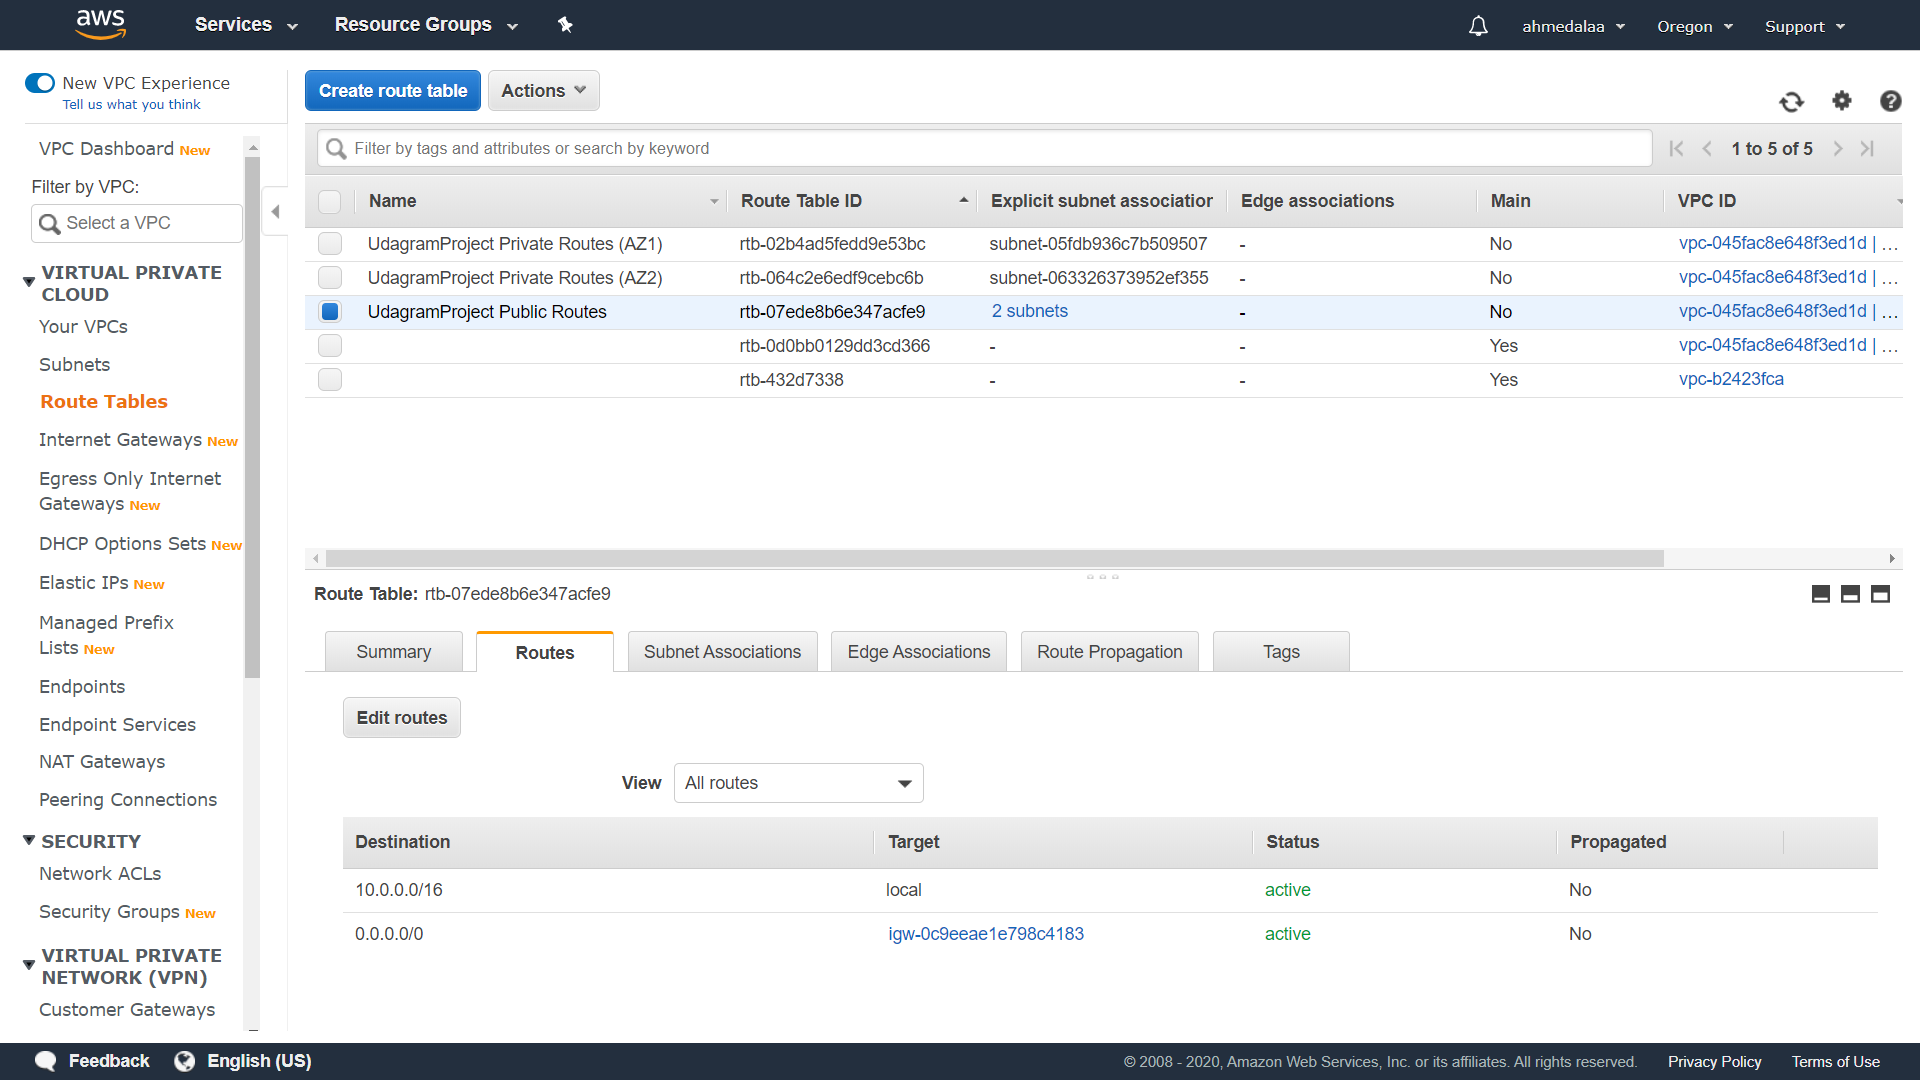 aws
Services
Resource Groups
ahmedalaa
Oregon
Support
New VPC Experience
Tell us what you think
VPC Dashboard New
Filter by VPC:
Select a VPC
VIRTUAL PRIVATE
CLOUD
Your VPCs
Subnets
Route Tables
Internet Gateways New
Egress Only Internet
Gateways New
DHCP Options Sets New
Elastic IPs New
Managed Prefix
Lists New
Endpoints
Endpoint Services
NAT Gateways
Peering Connections
SECURITY
Network ACLs
Security Groups New
VIRTUAL PRIVATE
NETWORK (VPN)
Customer Gateways
Create route table
Actions
Filter by tags and attributes or search by keyword
1 to 5 of 5
Name Route Table ID Explicit subnet association Edge associations Main VPC ID
UdagramProject Private Routes (AZ1) rtb-02b4ad5fedd9e53bc subnet-05fdb936c7b509507 - No vpc-045fac8e648f3ed1d | ...
UdagramProject Private Routes (AZ2) rtb-064c2e6edf9cebc6b subnet-063326373952ef355 - No vpc-045fac8e648f3ed1d | ...
UdagramProject Public Routes rtb-07ede8b6e347acfe9 2 subnets - No vpc-045fac8e648f3ed1d | ...
rtb-0d0bb0129dd3cd366 - - Yes vpc-045fac8e648f3ed1d | ...
rtb-432d7338 - - Yes vpc-b2423fca
Route Table: rtb-07ede8b6e347acfe9
Summary
Routes
Subnet Associations
Edge Associations
Route Propagation
Tags
Edit routes
View All routes
Destination Target Status Propagated
10.0.0.0/16 local active No
0.0.0.0/0 igw-0c9eeae1e798c4183 active No
Feedback
English (US)
© 2008 - 2020, Amazon Web Services, Inc. or its affiliates. All rights reserved.
Privacy Policy
Terms of Use